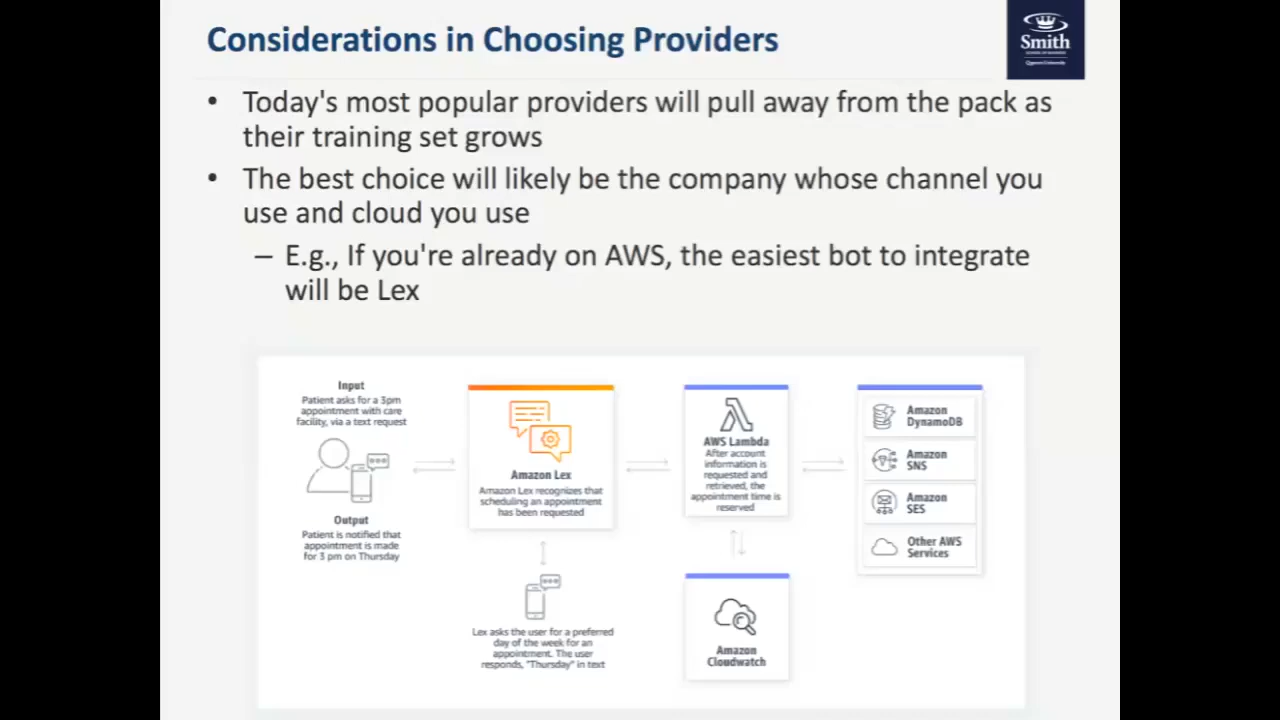 Considerations in Choosing Providers
Smith
SCHOOL OF BUSINESS
Queen's University
• Today's most popular providers will pull away from the pack as
their training set grows
• The best choice will likely be the company whose channel you
use and cloud you use
– E.g., If you're already on AWS, the easiest bot to integrate
will be Lex
Input
Patient asks for a 3pm
appointment with care
facility, via a text request
Output
Patient is notified that
appointment is made
for 3 pm on Thursday
Amazon Lex
Amazon Lex recognizes that
scheduling an appointment
has been requested
Lex asks the user for a preferred
day of the week for an
appointment. The user
responds, "Thursday" in text
AWS Lambda
After account
information is
requested and
retrieved, the
appointment time is
reserved
Amazon
Cloudwatch
Amazon
DynamoDB
Amazon
SNS
Amazon
SES
Other AWS
Services